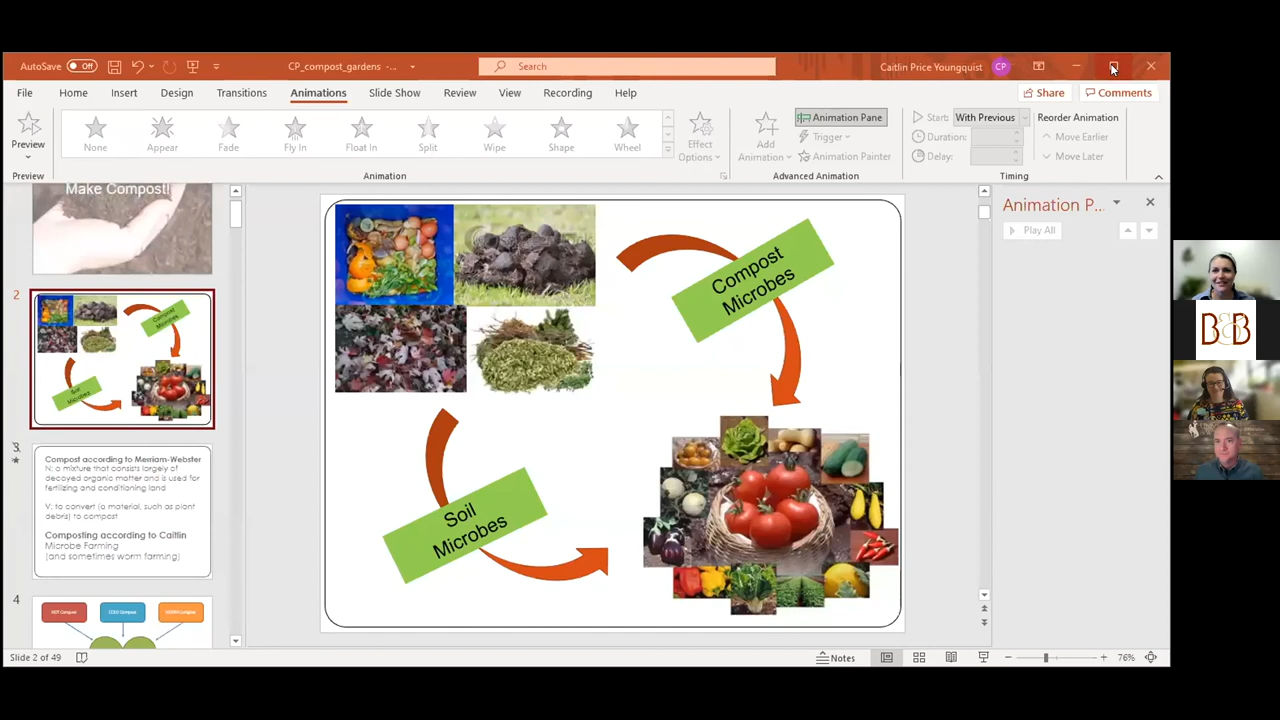 AutoSave Off
CP_compost_gardens - ...
Search
Caitlin Price Youngquist CP
File Home Insert Design Transitions Animations Slide Show Review View Recording Help
Share Comments
Preview
None Appear Fade Fly In Float In Split Wipe Shape Wheel
Effect Options
Add Animation
Animation Pane
Trigger
Animation Painter
Start: With Previous
Duration:
Delay:
Reorder Animation
Move Earlier
Move Later
Preview Animation Advanced Animation Timing
Make Compost!
2
Compost
Microbes
Soil
Microbes
3
Compost according to Merriam-Webster
N: a mixture that consists largely of
decayed organic matter and is used for
fertilizing and conditioning land
V: to convert (a material, such as plant
debris) to compost
Composting according to Caitlin
Microbe Farming
(and sometimes worm farming)
4
HOT Compost COLD Compost
Compost
Microbes
Soil
Microbes
Animation P...
Play All
B&B
Slide 2 of 49
Notes
76%